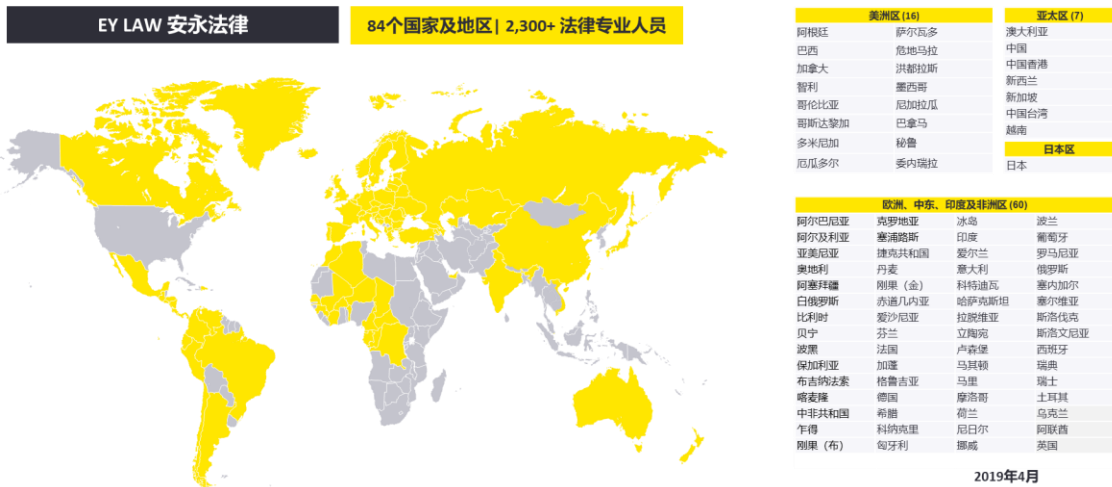 EY LAW 安永法律
84个国家及地区| 2,300+ 法律专业人员
美洲区 (16)
阿根廷 萨尔瓦多
巴西 危地马拉
加拿大 洪都拉斯
智利 墨西哥
哥伦比亚 尼加拉瓜
哥斯达黎加 巴拿马
多米尼加 秘鲁
厄瓜多尔 委内瑞拉
亚太区 (7)
澳大利亚
中国
中国香港
新西兰
新加坡
中国台湾
越南
日本区
日本
欧洲、中东、印度及非洲区 (60)
阿尔巴尼亚 克罗地亚 冰岛 波兰
阿尔及利亚 塞浦路斯 印度 葡萄牙
亚美尼亚 捷克共和国 爱尔兰 罗马尼亚
奥地利 丹麦 意大利 俄罗斯
阿塞拜疆 刚果（金） 科特迪瓦 塞内加尔
白俄罗斯 赤道几内亚 哈萨克斯坦 塞尔维亚
比利时 爱沙尼亚 拉脱维亚 斯洛伐克
贝宁 芬兰 立陶宛 斯洛文尼亚
波黑 法国 卢森堡 西班牙
保加利亚 加蓬 马其顿 瑞典
布吉纳法索 格鲁吉亚 马里 瑞士
喀麦隆 德国 摩洛哥 土耳其
中非共和国 希腊 荷兰 乌克兰
乍得 科纳克里 尼日尔 阿联酋
刚果（布） 匈牙利 挪威 英国
2019年4月